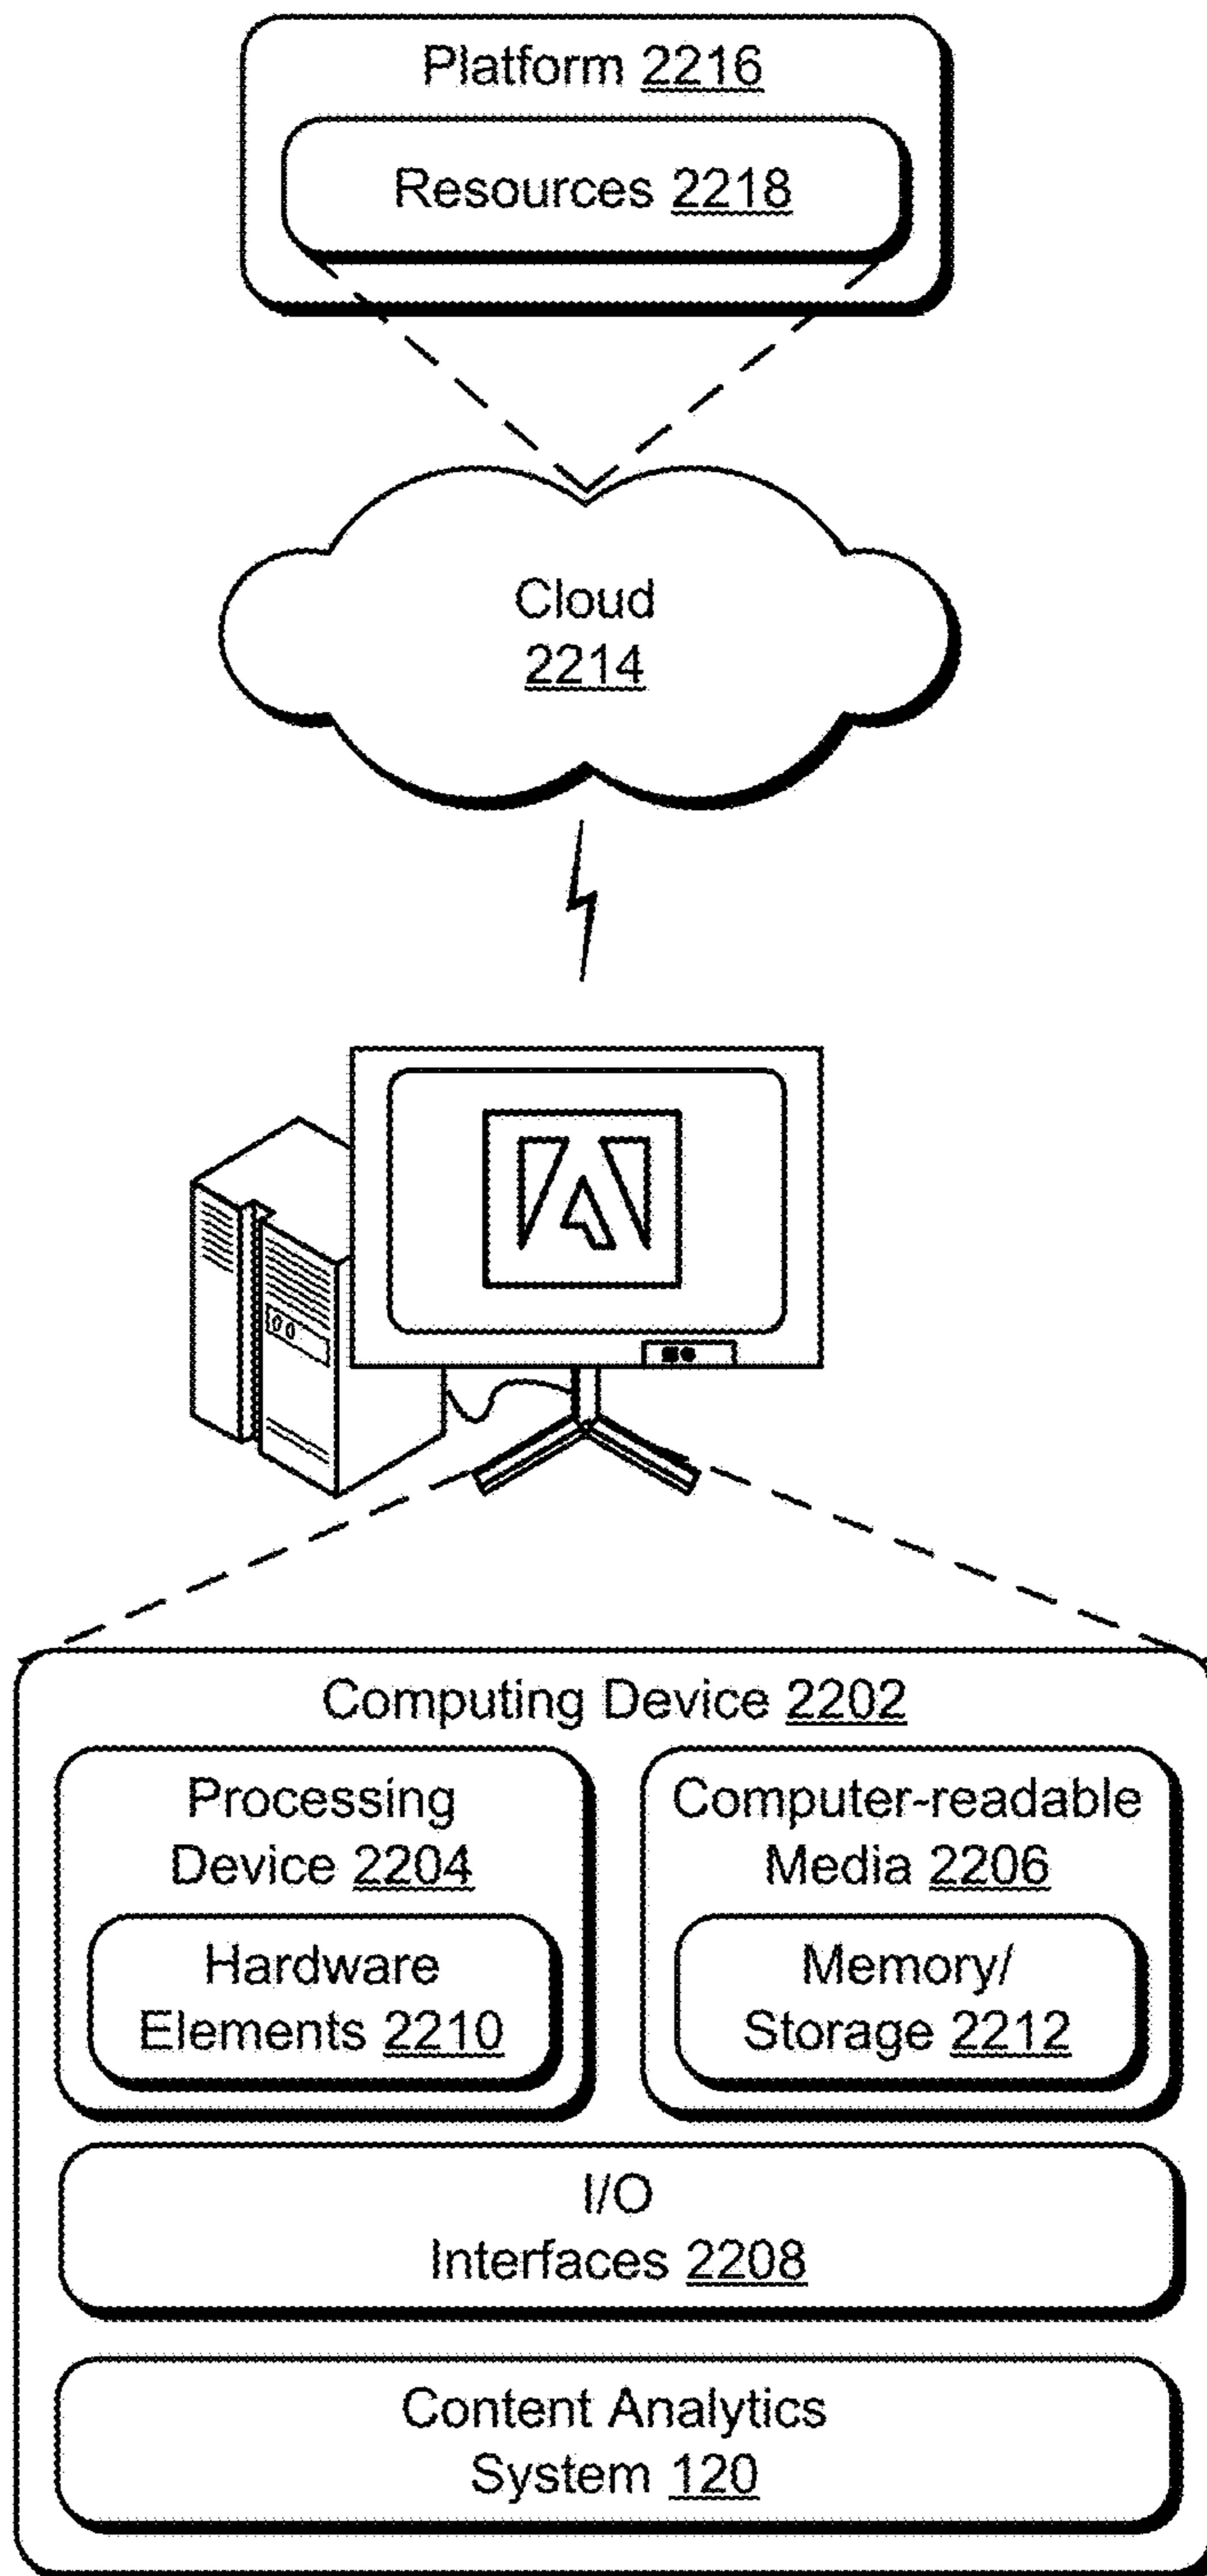 Platform 2216
Resources 2218
Cloud
2214
Computing Device 2202
Processing
Device 2204
Hardware
Elements 2210
Computer-readable
Media 2206
Memory/
Storage 2212
I/O
Interfaces 2208
Content Analytics
System 120